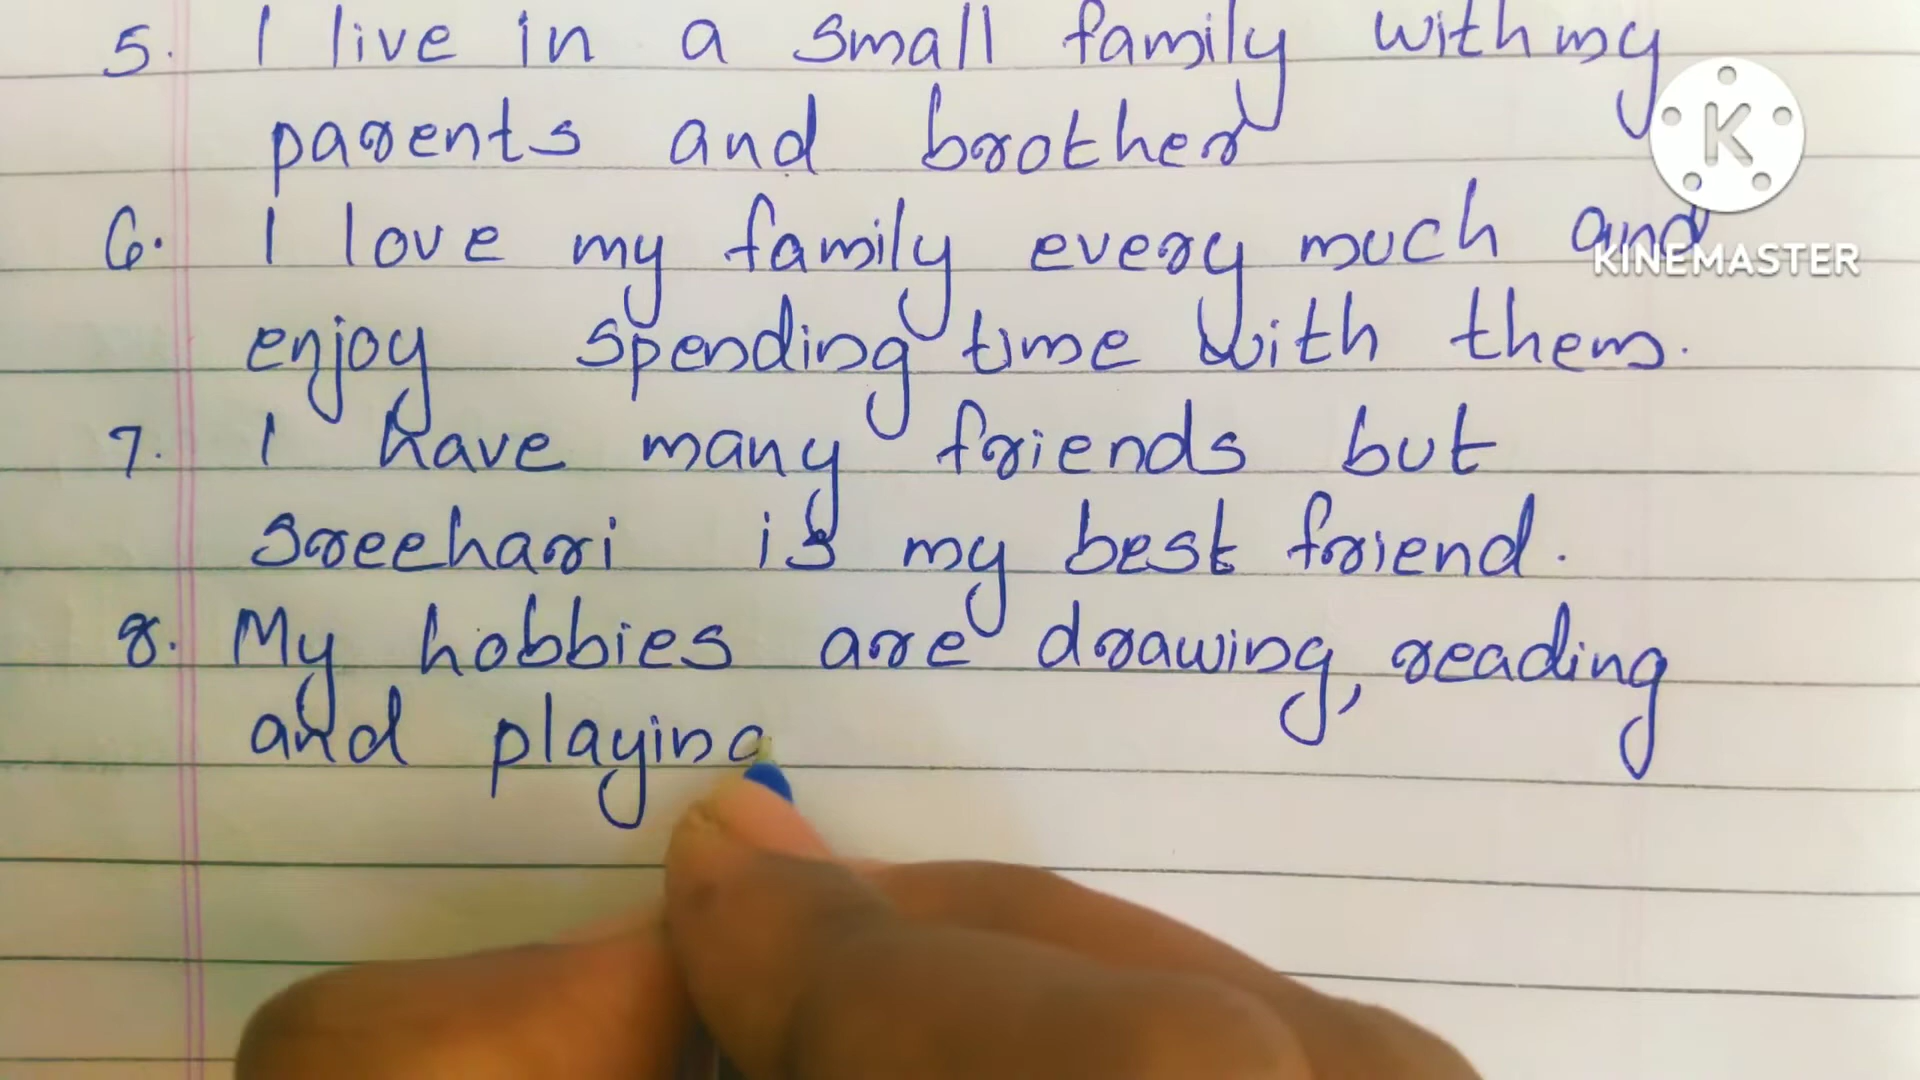 5. I live in a small family with my
parents and brother
6. I love my family every much and
enjoy spending time with them.
7. I have many friends but
Sreehari is my best friend.
8. My hobbies are drawing, reading
and playing
K
KINEMASTER